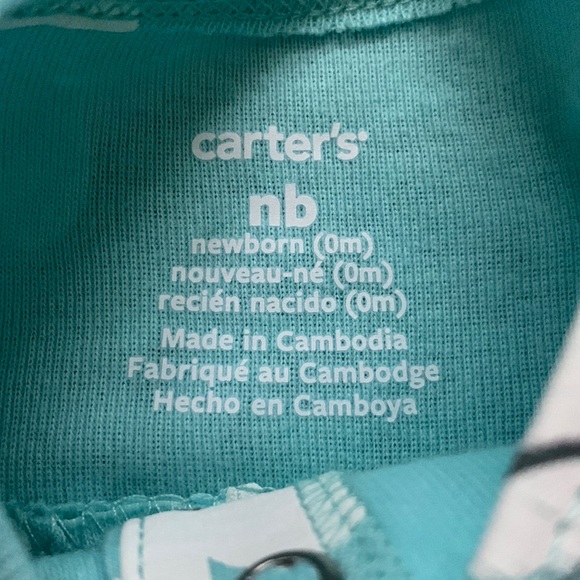 carter's
nb
newborn (0m)
nouveau-né (0m)
recién nacido (0m)
Made in Cambodia
Fabriqué au Cambodge
Hecho en Camboya